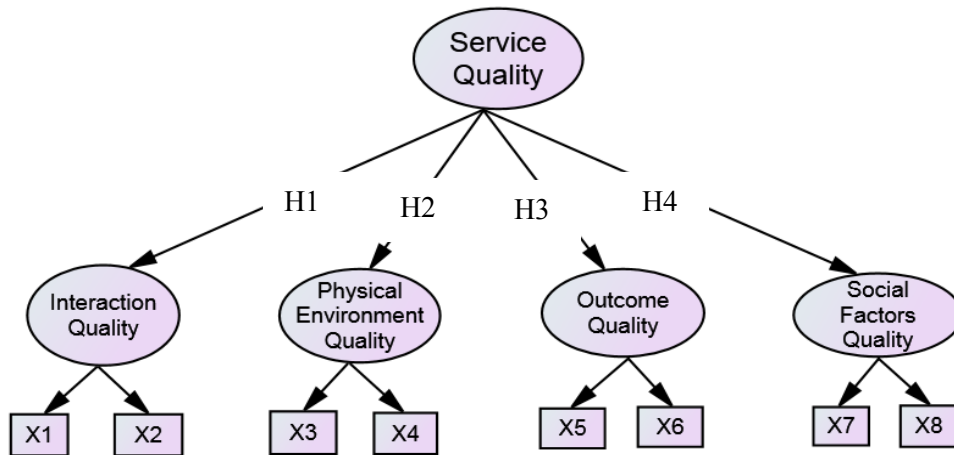 Service
Quality
H1
H2
H3
H4
Interaction
Quality
Physical
Environment
Quality
Outcome
Quality
Social
Factors
Quality
X1
X2
X3
X4
X5
X6
X7
X8